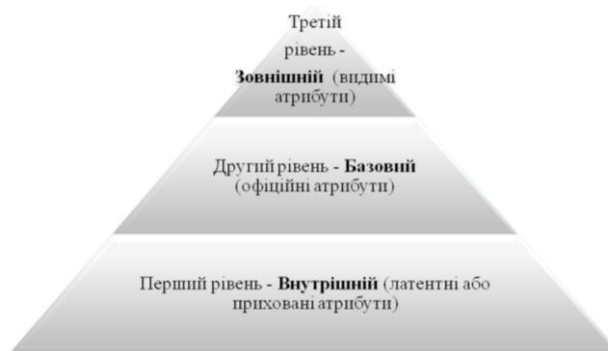 Третій
рівень -
Зовнішній (видимі
атрибути)
Другий рівень - Базовий
(офіційні атрибути)
Перший рівень - Внутрішній (латентні або
приховані атрибути)